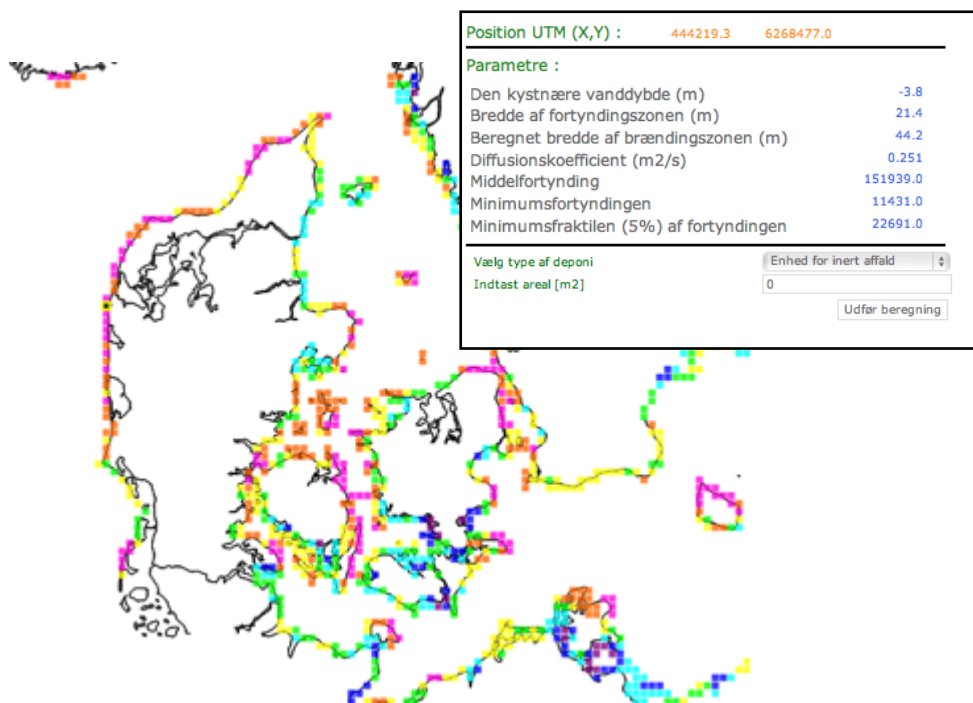 Position UTM (X,Y) : 444219.3 6268477.0
Parametre :
Den kystnære vanddybde (m) -3.8
Bredde af fortyndingszonen (m) 21.4
Beregnet bredde af brændingszonen (m) 44.2
Diffusionskoefficient (m2/s) 0.251
Middelfortynding 151939.0
Minimumsfortyndingen 11431.0
Minimumsfraktilen (5%) af fortyndingen 22691.0
Vælg type af deponi Enhed for inert affald
Indtast areal [m2] 0
Udfør beregning